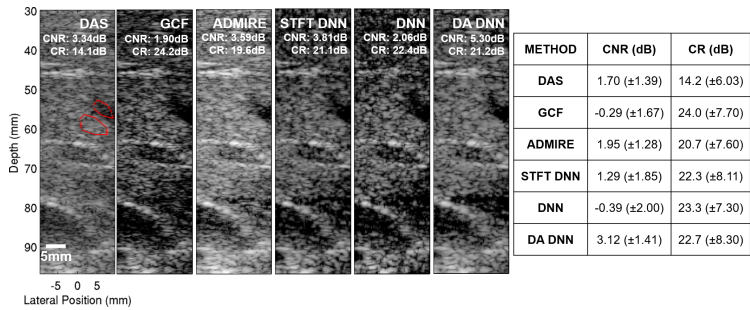 DAS
CNR: 3.34dB
CR: 14.1dB
GCF
CNR: 1.90dB
CR: 24.2dB
ADMIRE
CNR: 3.59dB
CR: 19.6dB
STFT DNN
CNR: 3.81dB
CR: 21.1dB
DNN
CNR: 2.06dB
CR: 22.4dB
DA DNN
CNR: 5.30dB
CR: 21.2dB
30
40
50
60
70
80
90
Depth (mm)
5mm
-5 0 5
Lateral Position (mm)
METHOD CNR (dB) CR (dB)
DAS 1.70 (±1.39) 14.2 (±6.03)
GCF -0.29 (±1.67) 24.0 (±7.70)
ADMIRE 1.95 (±1.28) 20.7 (±7.60)
STFT DNN 1.29 (±1.85) 22.3 (±8.11)
DNN -0.39 (±2.00) 23.3 (±7.30)
DA DNN 3.12 (±1.41) 22.7 (±8.30)